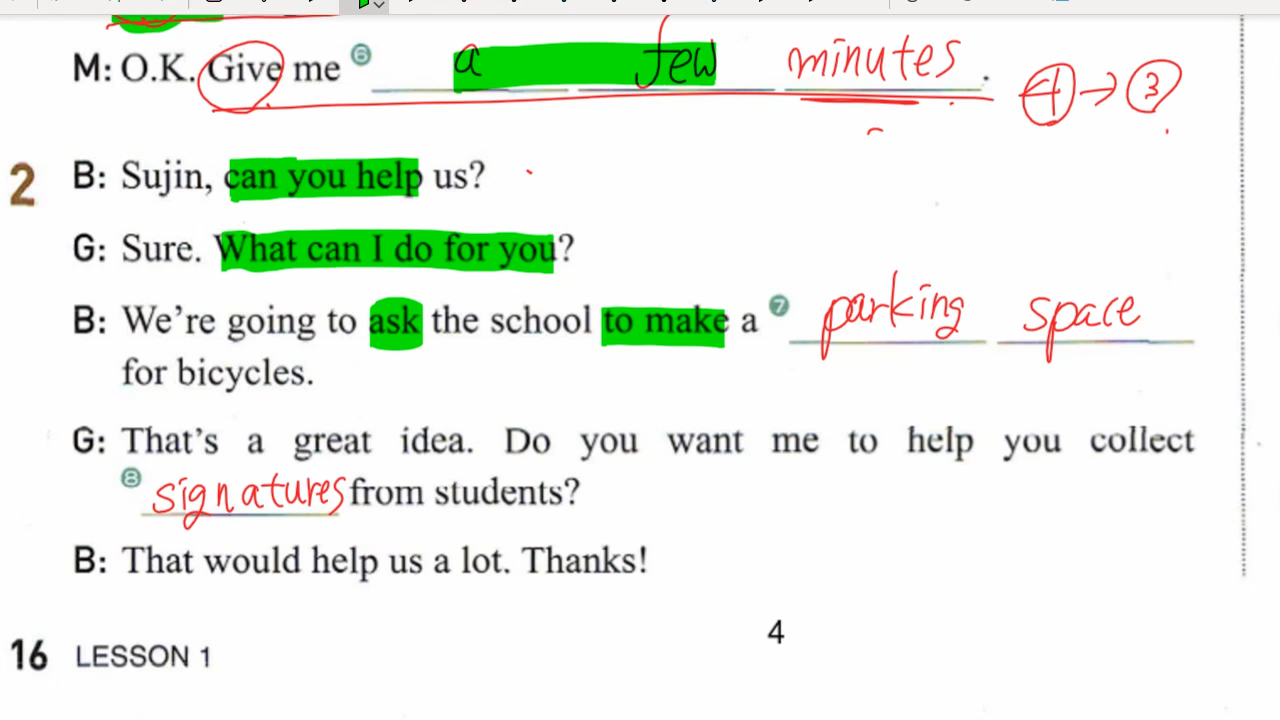 M: O.K. Give me ⑥ a few minutes. ④→③
2 B: Sujin, can you help us?
G: Sure. What can I do for you?
B: We're going to ask the school to make a ⑦ parking space
for bicycles.
G: That's a great idea. Do you want me to help you collect
⑧ signatures from students?
B: That would help us a lot. Thanks!
4
16 LESSON 1